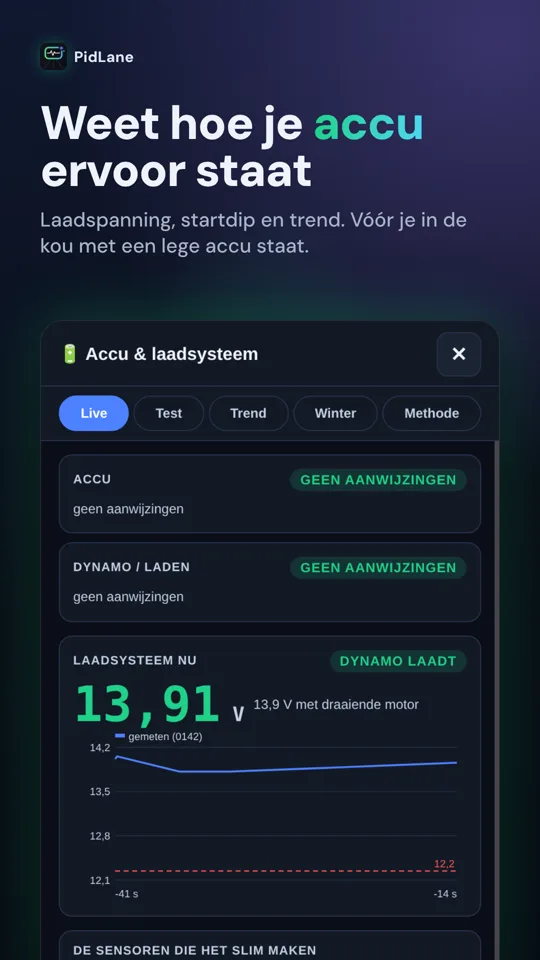 PidLane
Weet hoe je accu
ervoor staat
Laadspanning, startdip en trend. Vóór je in de
kou met een lege accu staat.
Accu & laadsysteem
Live Test Trend Winter Methode
ACCU GEEN AANWIJZINGEN
geen aanwijzingen
DYNAMO / LADEN GEEN AANWIJZINGEN
geen aanwijzingen
LAADSYSTEEM NU DYNAMO LAADT
13,91 V 13,9 V met draaiende motor
gemeten (0142)
14,2
13,5
12,8
12,2
12,1
-41 s -14 s
DE SENSOREN DIE HET SLIM MAKEN